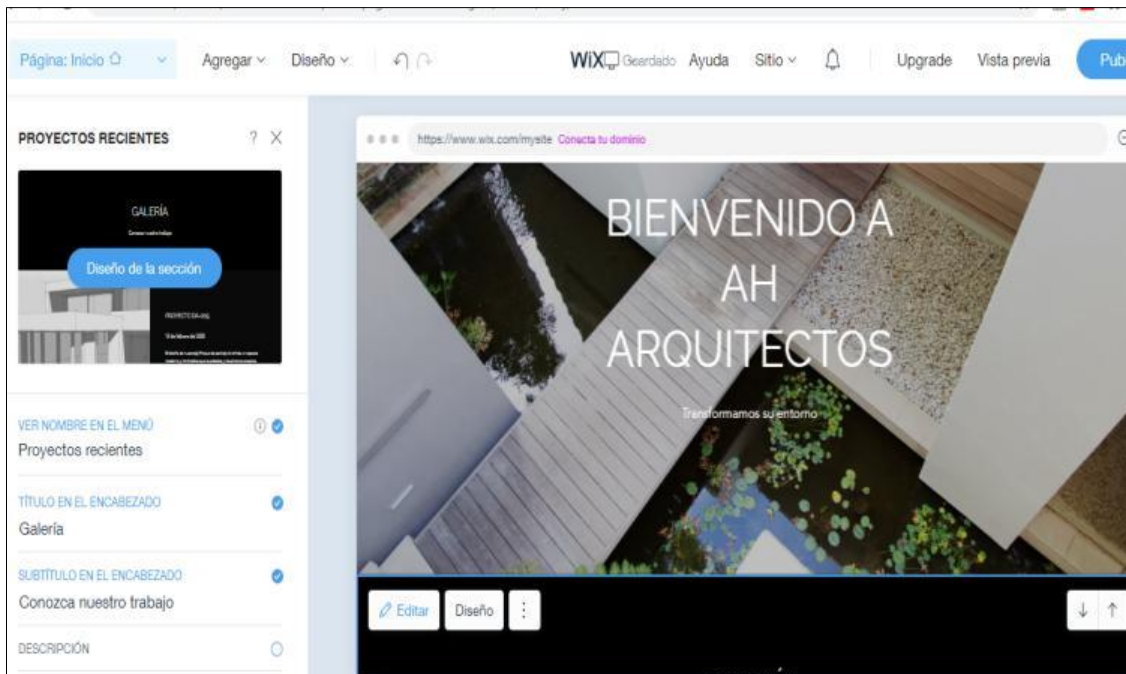 Página: Inicio
Agregar
Diseño
WiX
Ayuda
Sitio
Upgrade
Vista previa
Pub
PROYECTOS RECIENTES
?
GALERÍA
Diseño de la sección
VER NOMBRE EN EL MENÚ
Proyectos recientes
TÍTULO EN EL ENCABEZADO
Galería
SUBTÍTULO EN EL ENCABEZADO
Conozca nuestro trabajo
DESCRIPCIÓN
https://www.wix.com/mysite Conecta tu dominio
BIENVENIDO A
AH
ARQUITECTOS
Transformamos su entorno
Editar
Diseño